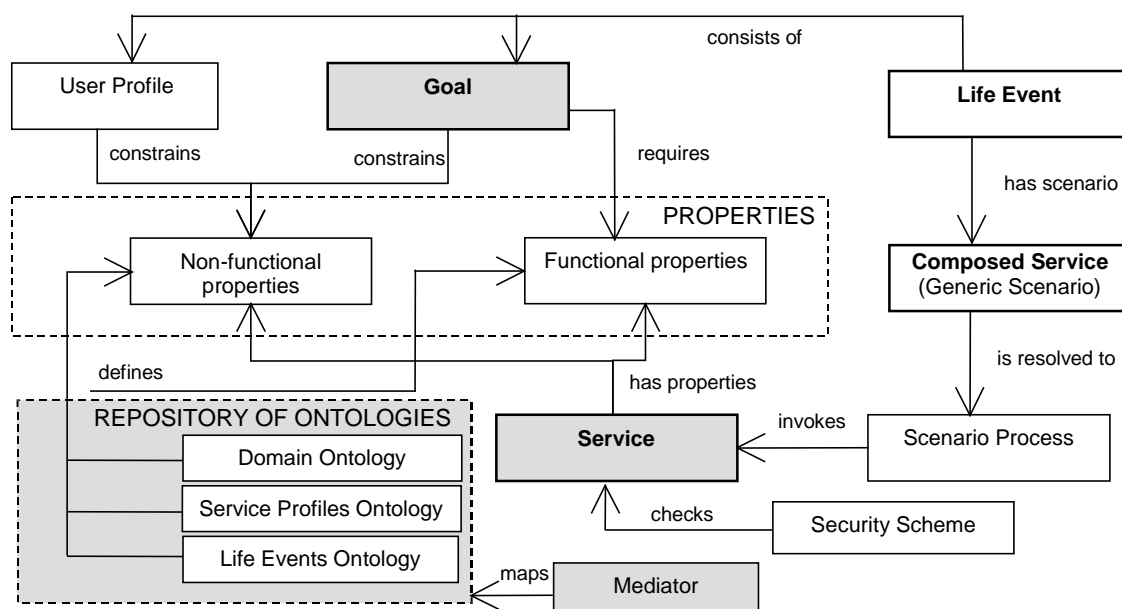 consists of
User Profile
Goal
Life Event
constrains
constrains
requires
has scenario
PROPERTIES
Non-functional
properties
Functional properties
Composed Service
(Generic Scenario)
defines
has properties
is resolved to
REPOSITORY OF ONTOLOGIES
Domain Ontology
Service Profiles Ontology
Life Events Ontology
Service
invokes
Scenario Process
checks
Security Scheme
maps
Mediator